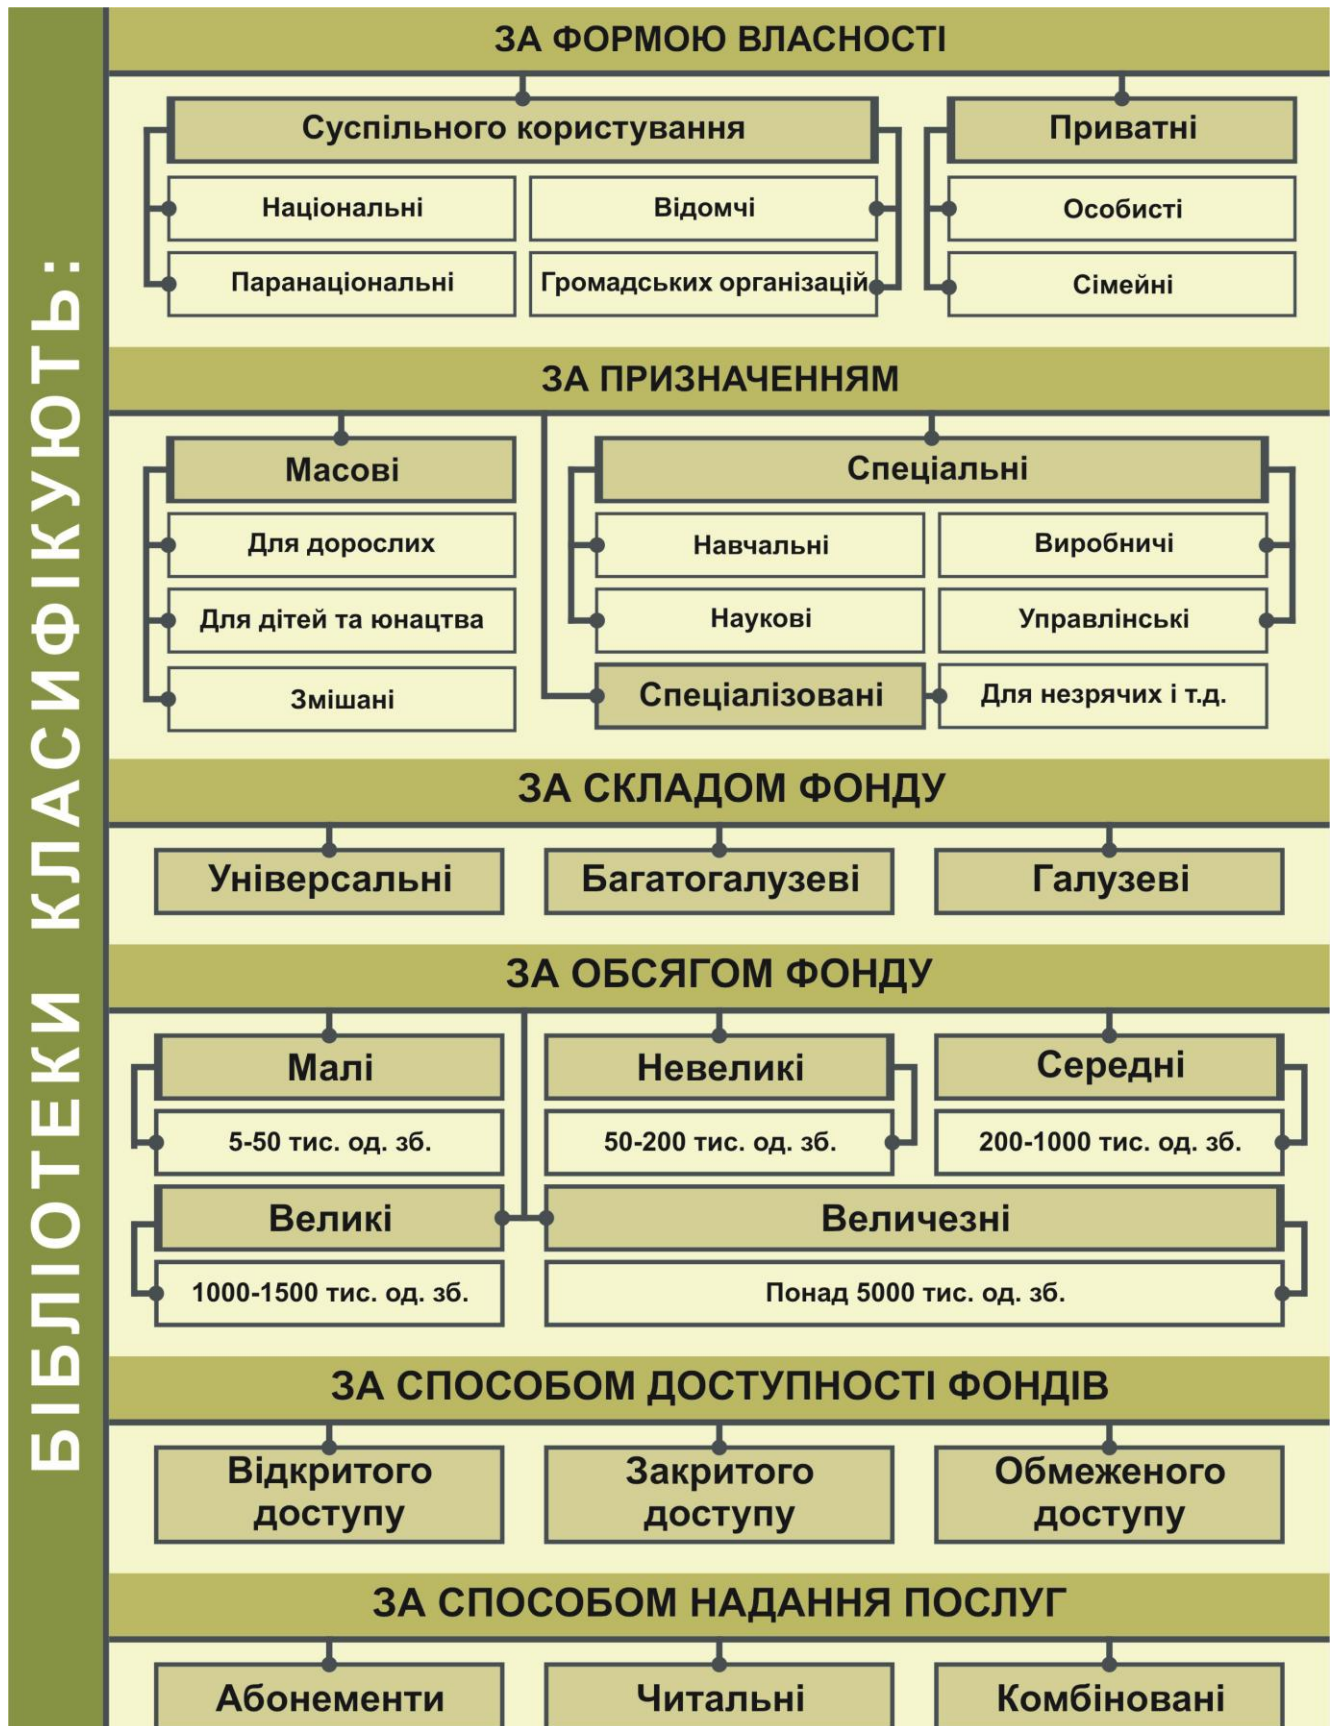 БІБЛІОТЕКИ КЛАСИФІКУЮТЬ:
ЗА ФОРМОЮ ВЛАСНОСТІ
Суспільного користування
Приватні
Національні
Відомчі
Особисті
Паранаціональні
Громадських організацій
Сімейні
ЗА ПРИЗНАЧЕННЯМ
Масові
Спеціальні
Для дорослих
Навчальні
Виробничі
Для дітей та юнацтва
Наукові
Управлінські
Змішані
Спеціалізовані
Для незрячих і т.д.
ЗА СКЛАДОМ ФОНДУ
Універсальні
Багатогалузеві
Галузеві
ЗА ОБСЯГОМ ФОНДУ
Малі
Невеликі
Середні
5-50 тис. од. зб.
50-200 тис. од. зб.
200-1000 тис. од. зб.
Великі
Величезні
1000-1500 тис. од. зб.
Понад 5000 тис. од. зб.
ЗА СПОСОБОМ ДОСТУПНОСТІ ФОНДІВ
Відкритого
доступу
Закритого
доступу
Обмеженого
доступу
ЗА СПОСОБОМ НАДАННЯ ПОСЛУГ
Абонементи
Читальні
Комбіновані